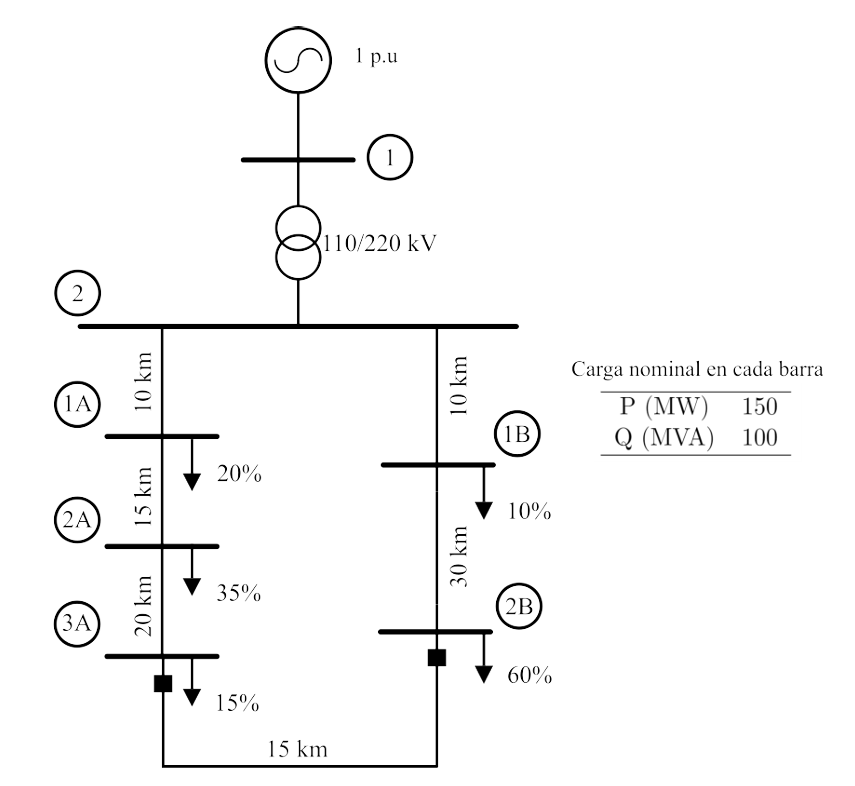 1 p.u
1
110/220 kV
2
10 km
10 km
Carga nominal en cada barra
P (MW) 150
Q (MVA) 100
1A
1B
20%
15 km
10%
2A
30 km
35%
2B
3A
20 km
60%
15%
15 km